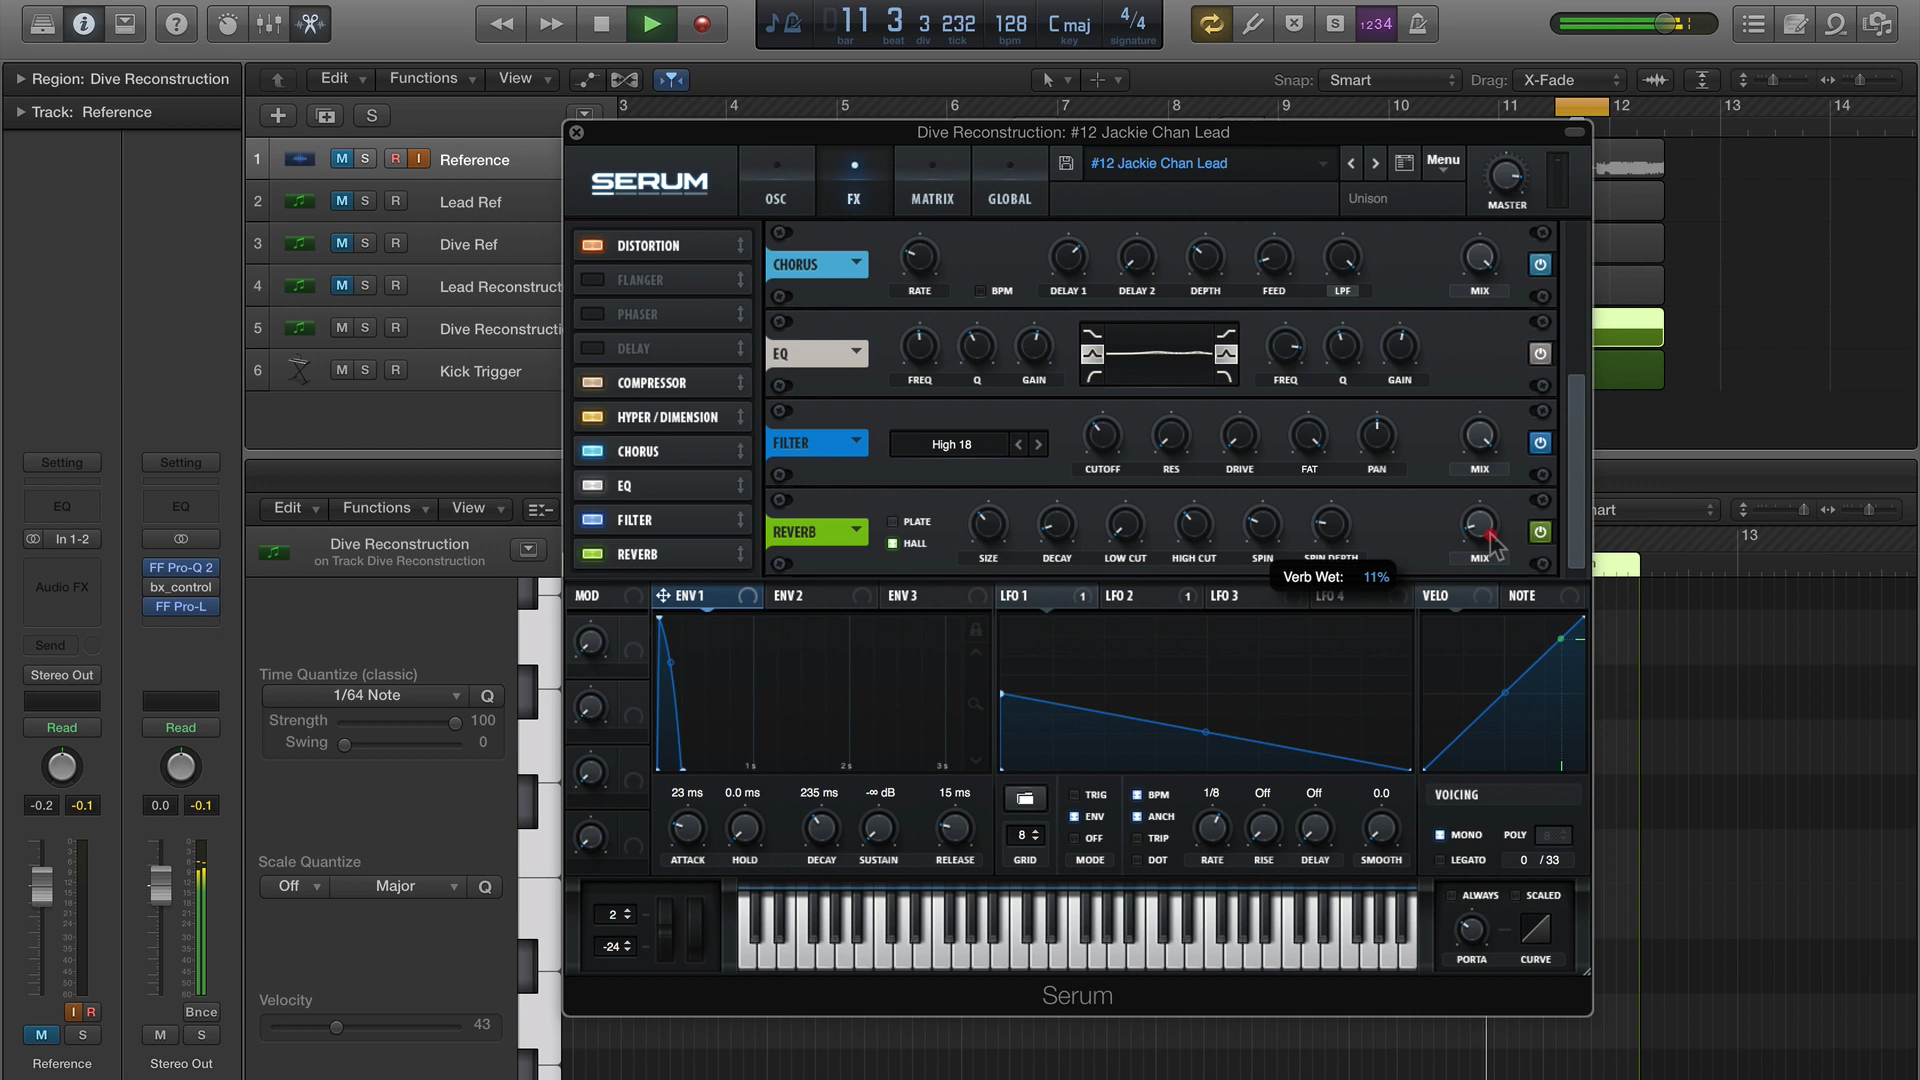 11 3 3 232 128 C maj 4/4
1234
bar beat div tick bpm key signature
Region: Dive Reconstruction
Edit Functions View
Snap: Smart Drag: X-Fade
Track: Reference
S
3 4 5 6 7 8 9 10 11 12 13 14
1 M S R I Reference
2 M S R Lead Ref
3 M S R Dive Ref
4 M S R Lead Reconstruct
5 M S R Dive Reconstructi
6 M S R Kick Trigger
Dive Reconstruction: #12 Jackie Chan Lead
SERUM
OSC FX MATRIX GLOBAL
#12 Jackie Chan Lead
Menu
Unison
MASTER
DISTORTION
FLANGER
PHASER
DELAY
COMPRESSOR
HYPER / DIMENSION
CHORUS
EQ
FILTER
REVERB
CHORUS
RATE BPM DELAY 1 DELAY 2 DEPTH FEED LPF MIX
EQ
FREQ Q GAIN FREQ Q GAIN
FILTER High 18
CUTOFF RES DRIVE FAT PAN MIX
REVERB PLATE
HALL
SIZE DECAY LOW CUT HIGH CUT SPIN SPIN DEPTH MIX
Verb Wet: 11%
MOD ENV 1 ENV 2 ENV 3 LFO 1 1 LFO 2 1 LFO 3 LFO 4 VELO NOTE
1s 2s 3s
23 ms 0.0 ms 235 ms -∞ dB 15 ms
ATTACK HOLD DECAY SUSTAIN RELEASE
8
GRID
TRIG
ENV
OFF
MODE
BPM
ANCH
TRIP
DOT
1/8 Off Off 0.0
RATE RISE DELAY SMOOTH
VOICING
MONO POLY 8
LEGATO 0 /33
ALWAYS SCALED
PORTA CURVE
2
-24
Serum
Setting Setting
EQ EQ
In 1-2
Audio FX
FF Pro-Q 2
bx_control
FF Pro-L
Send
Stereo Out
Read Read
-0.2 -0.1 0.0 -0.1
I R Bnce
M S M S
Reference Stereo Out
Edit Functions View
Dive Reconstruction
on Track Dive Reconstruction
Time Quantize (classic)
1/64 Note Q
Strength 100
Swing 0
Scale Quantize
Off Major Q
Velocity
43
nart
13